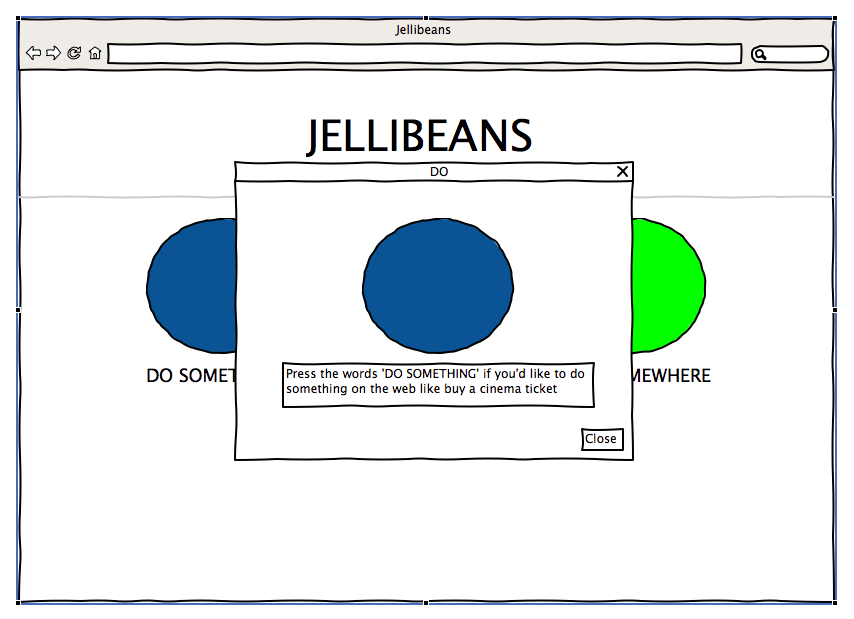 Jellibeans
JELLIBEANS
DO
DO SOMET
MEWHERE
Press the words 'DO SOMETHING' if you'd like to do
something on the web like buy a cinema ticket
Close